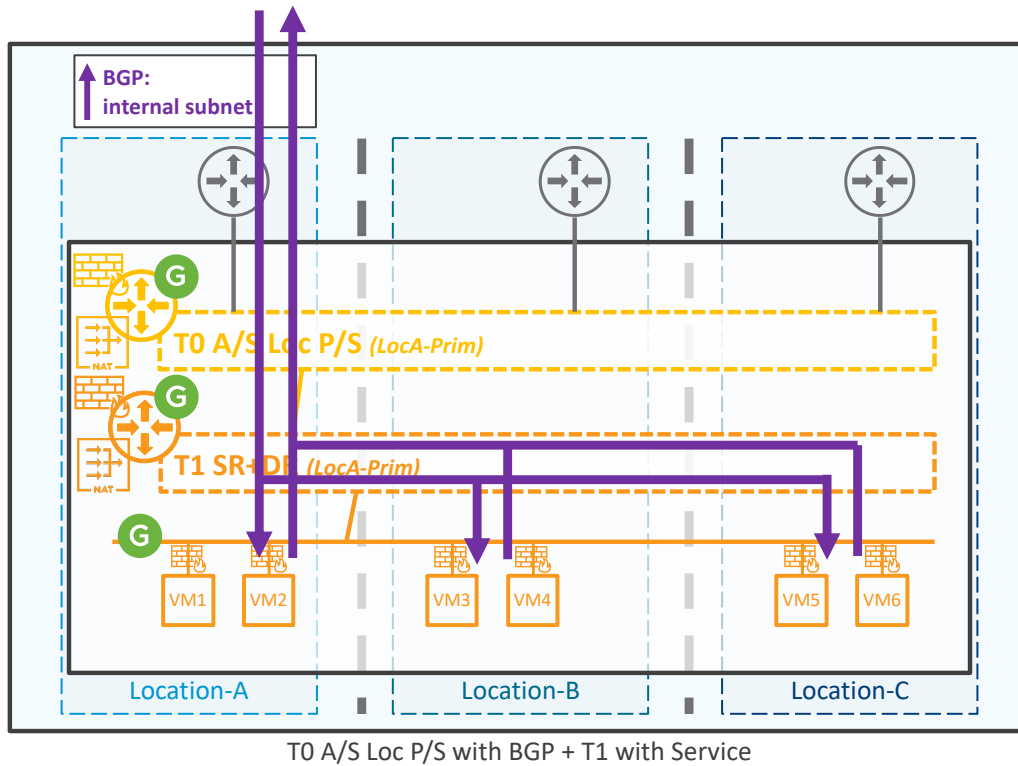 BGP:
internal subnet
G
T0 A/S Loc P/S (LocA-Prim)
NAT
G
T1 SR+DR (LocA-Prim)
NAT
G
VM1
VM2
VM3
VM4
VM5
VM6
Location-A
Location-B
Location-C
T0 A/S Loc P/S with BGP + T1 with Service